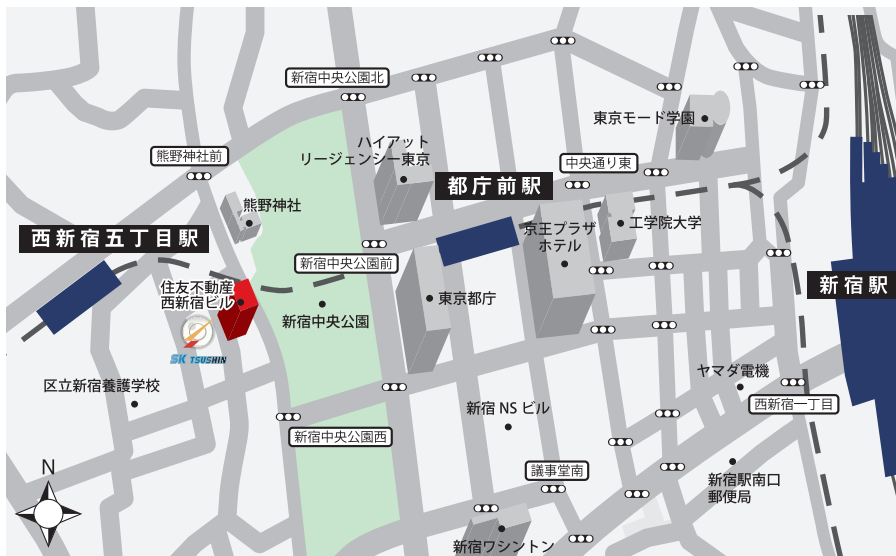 新宿中央公園北
東京モード学園
ハイアット
リージェンシー東京
熊野神社前
中央通り東
都庁前駅
熊野神社
西新宿五丁目駅
京王プラザ
ホテル
工学院大学
新宿中央公園前
新宿駅
住友不動産
西新宿ビル
新宿中央公園
東京都庁
SK TSUSHIN
区立新宿養護学校
ヤマダ電機
新宿NSビル
西新宿一丁目
新宿中央公園西
議事堂南
新宿駅南口
郵便局
N
新宿ワシントン